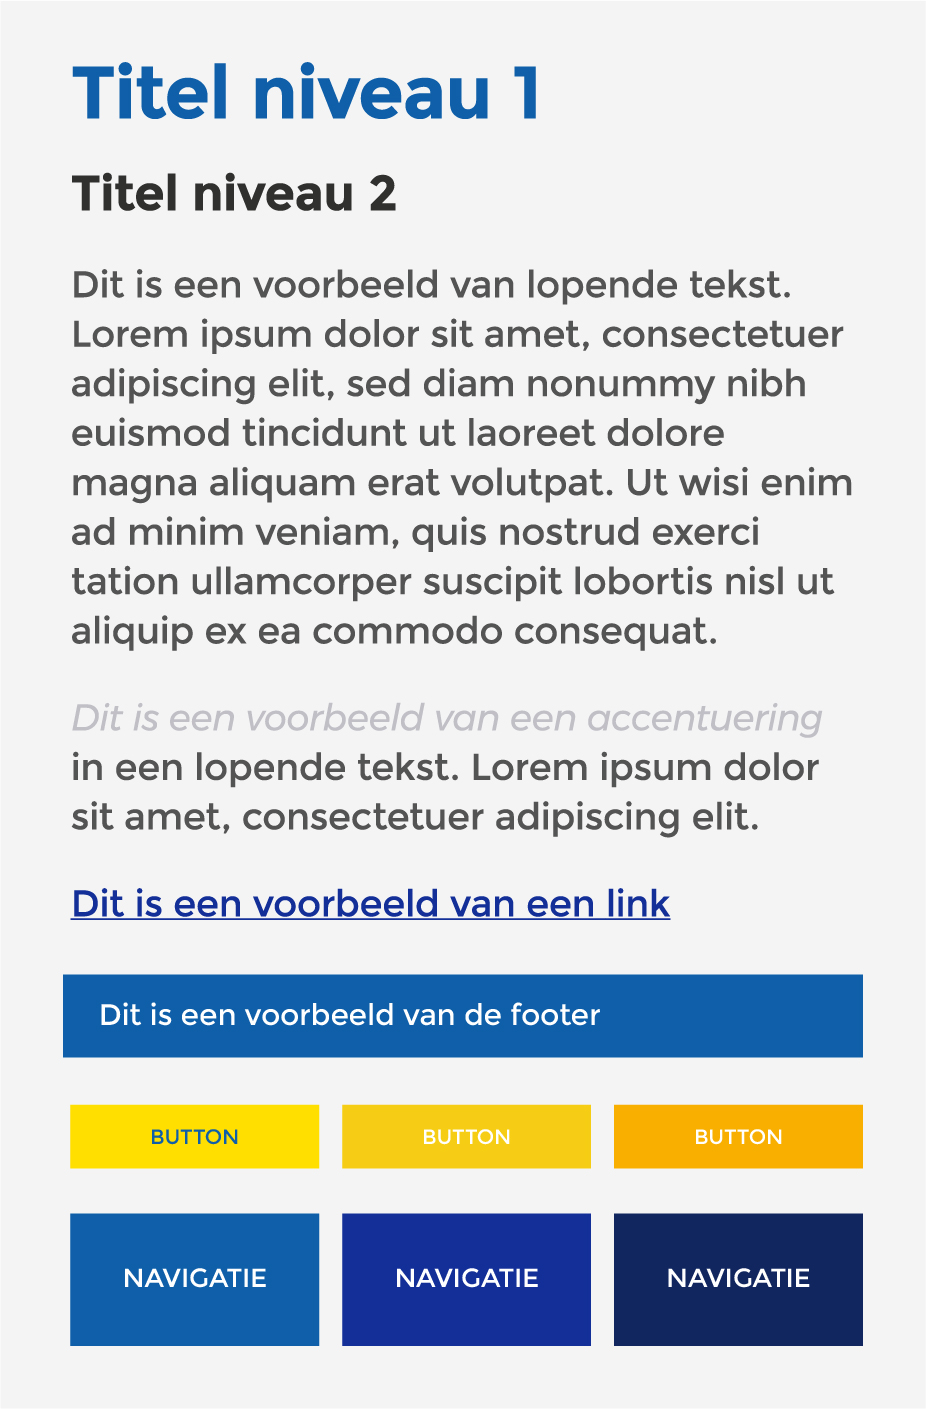 Titel niveau 1
Titel niveau 2
Dit is een voorbeeld van lopende tekst.
Lorem ipsum dolor sit amet, consectetuer
adipiscing elit, sed diam nonummy nibh
euismod tincidunt ut laoreet dolore
magna aliquam erat volutpat. Ut wisi enim
ad minim veniam, quis nostrud exerci
tation ullamcorper suscipit lobortis nisl ut
aliquip ex ea commodo consequat.
Dit is een voorbeeld van een accentuering
in een lopende tekst. Lorem ipsum dolor
sit amet, consectetuer adipiscing elit.
Dit is een voorbeeld van een link
Dit is een voorbeeld van de footer
BUTTON BUTTON BUTTON
NAVIGATIE NAVIGATIE NAVIGATIE